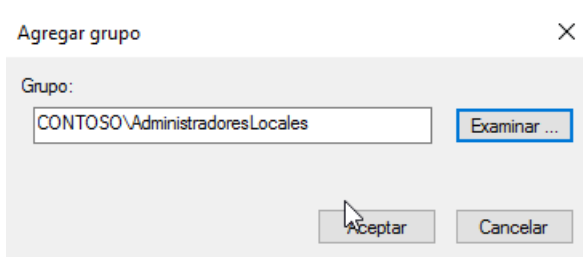 Agregar grupo
Grupo:
CONTOSO\AdministradoresLocales
Examinar ...
Aceptar
Cancelar